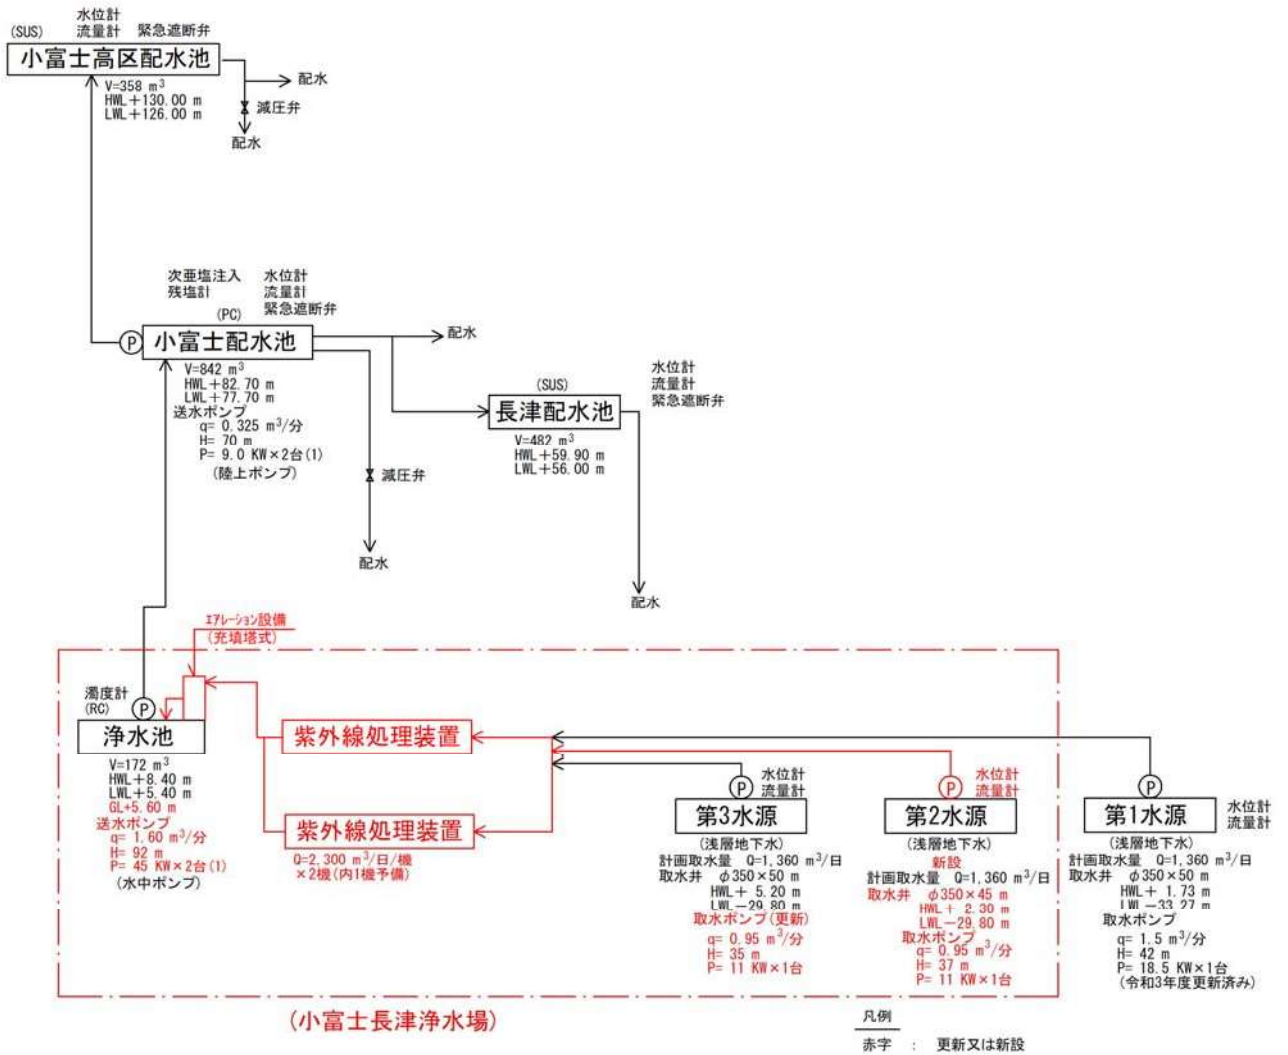 (SUS)
水位計
流量計
緊急遮断弁
小富士高区配水池
V=358 m³
HWL+130.00 m
LWL+126.00 m
配水
減圧弁
配水
次亜塩注入
残塩計
水位計
流量計
緊急遮断弁
(PC)
P
小富士配水池
V=842 m³
HWL+82.70 m
LWL+77.70 m
送水ポンプ
q= 0.325 m³/分
H= 70 m
P= 9.0 KW×2台(1)
(陸上ポンプ)
配水
減圧弁
配水
(SUS)
水位計
流量計
緊急遮断弁
長津配水池
V=482 m³
HWL+59.90 m
LWL+56.00 m
配水
エアレーション設備
(充填塔式)
濁度計
(RC)
P
浄水池
V=172 m³
HWL+8.40 m
LWL+5.40 m
GL+5.60 m
送水ポンプ
q= 1.60 m³/分
H= 92 m
P= 45 KW×2台(1)
(水中ポンプ)
紫外線処理装置
紫外線処理装置
Q=2,300 m³/日/機
×2機(内1機予備)
P
水位計
流量計
第3水源
(浅層地下水)
計画取水量 Q=1,360 m³/日
取水井 φ350×50 m
HWL+ 5.20 m
LWL−29.80 m
取水ポンプ(更新)
q= 0.95 m³/分
H= 35 m
P= 11 KW×1台
P
水位計
流量計
第2水源
(浅層地下水)
新設
計画取水量 Q=1,360 m³/日
取水井 φ350×45 m
HWL+ 2.30 m
LWL−29.80 m
取水ポンプ
q= 0.95 m³/分
H= 37 m
P= 11 KW×1台
P
第1水源
水位計
流量計
(浅層地下水)
計画取水量 Q=1,360 m³/日
取水井 φ350×50 m
HWL+ 1.73 m
LWL−33.27 m
取水ポンプ
q= 1.5 m³/分
H= 42 m
P= 18.5 KW×1台
(令和3年度更新済み)
(小富士長津浄水場)
凡例
赤字 : 更新又は新設